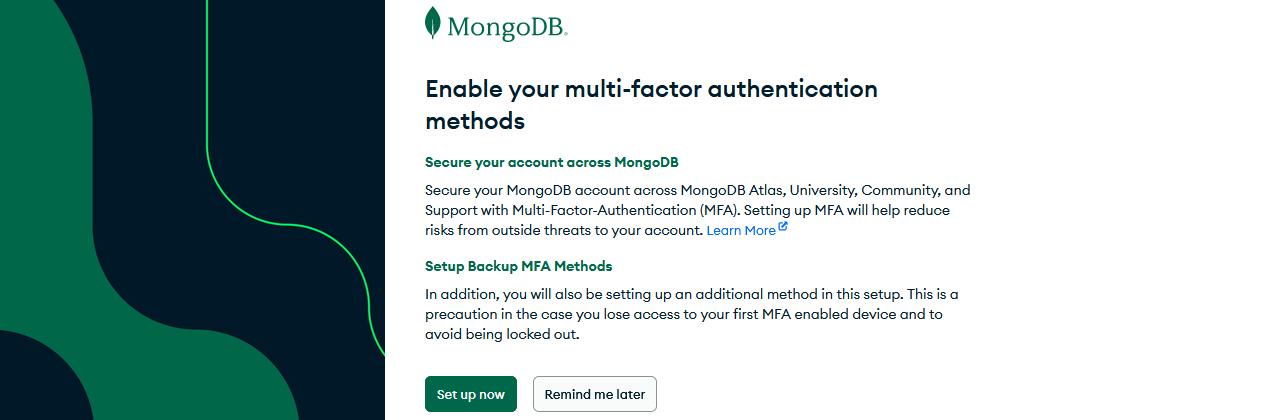 MongoDB
Enable your multi-factor authentication
methods
Secure your account across MongoDB
Secure your MongoDB account across MongoDB Atlas, University, Community, and
Support with Multi-Factor-Authentication (MFA). Setting up MFA will help reduce
risks from outside threats to your account. Learn More
Setup Backup MFA Methods
In addition, you will also be setting up an additional method in this setup. This is a
precaution in the case you lose access to your first MFA enabled device and to
avoid being locked out.
Set up now Remind me later